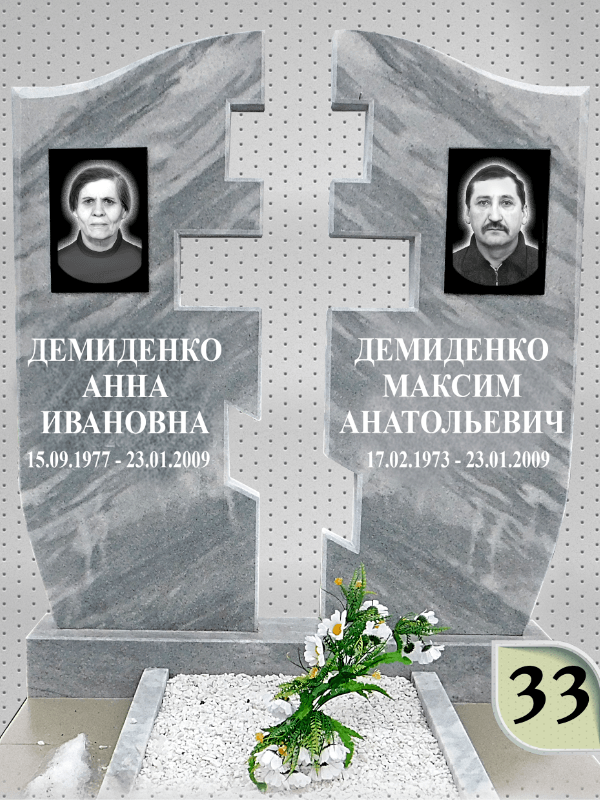 ДЕМИДЕНКО
АННА
ИВАНОВНА
15.09.1977 - 23.01.2009
ДЕМИДЕНКО
МАКСИМ
АНАТОЛЬЕВИЧ
17.02.1973 - 23.01.2009
33